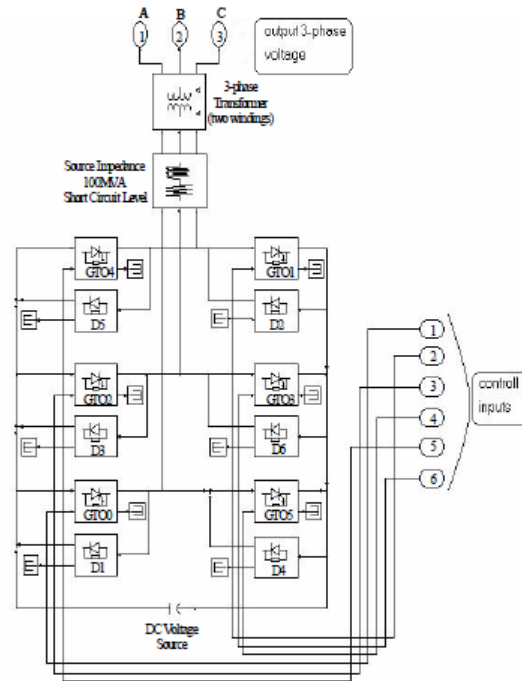 A B C
1 2 3
output 3-phase
voltage
3-phase
Transformer
(two windings)
Source Impedance
100MVA
Short Circuit Level
GTO4
GTO1
D5
D2
GTO2
GTO3
D3
D6
GTO0
GTO5
D1
D4
DC Voltage
Source
1
2
3
4
5
6
controll
inputs